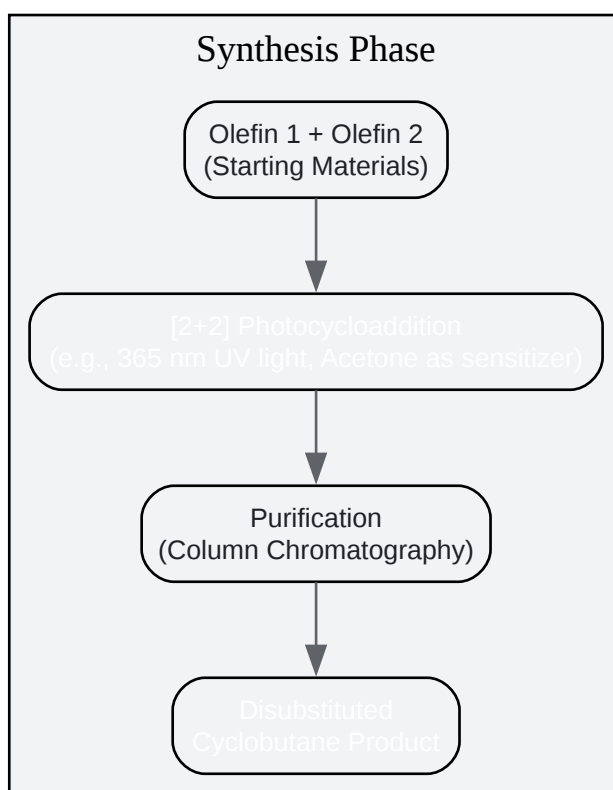 Synthesis Phase
Olefin 1 + Olefin 2
(Starting Materials)
[2+2] Photocycloaddition
(e.g., 365 nm UV light, Acetone as sensitizer)
Purification
(Column Chromatography)
Disubstituted
Cyclobutane Product